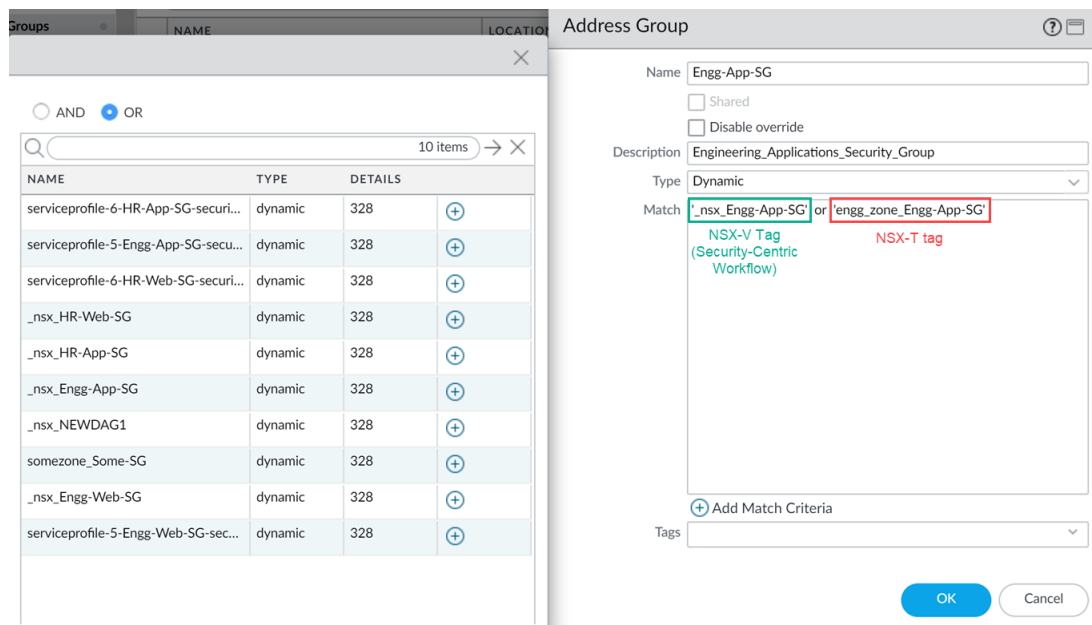 Groups
NAME
LOCATION
Address Group
AND
OR
10 items
NAME TYPE DETAILS
serviceprofile-6-HR-App-SG-securi... dynamic 328
serviceprofile-5-Engg-App-SG-secu... dynamic 328
serviceprofile-6-HR-Web-SG-securi... dynamic 328
_nsx_HR-Web-SG dynamic 328
_nsx_HR-App-SG dynamic 328
_nsx_Engg-App-SG dynamic 328
_nsx_NEWDAG1 dynamic 328
somezone_Some-SG dynamic 328
_nsx_Engg-Web-SG dynamic 328
serviceprofile-5-Engg-Web-SG-sec... dynamic 328
Name Engg-App-SG
Shared
Disable override
Description Engineering_Applications_Security_Group
Type Dynamic
Match '_nsx_Engg-App-SG' or 'engg_zone_Engg-App-SG'
NSX-V Tag
(Security-Centric
Workflow)
NSX-T tag
Add Match Criteria
Tags
OK
Cancel